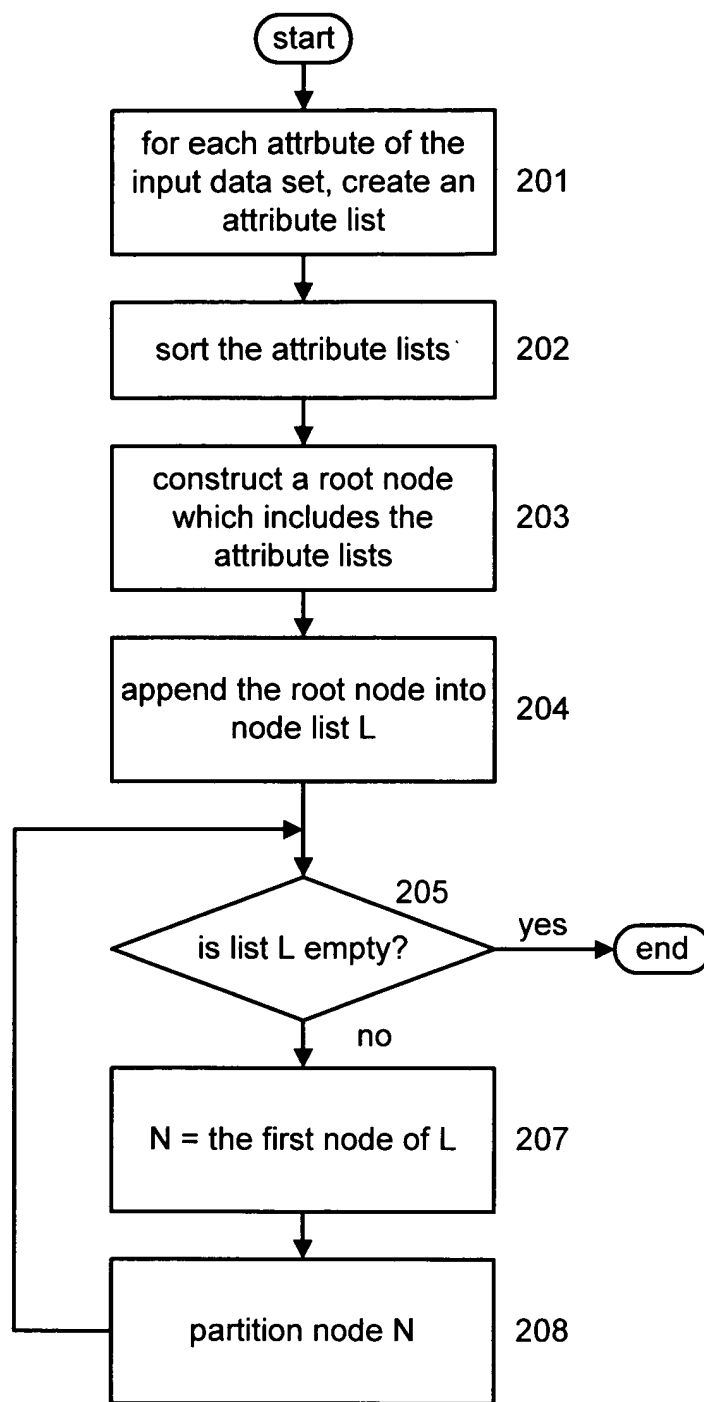 start
for each attrbute of the
input data set, create an
attribute list
201
sort the attribute lists
202
construct a root node
which includes the
attribute lists
203
append the root node into
node list L
204
205
is list L empty?
yes
end
no
N = the first node of L
207
partition node N
208